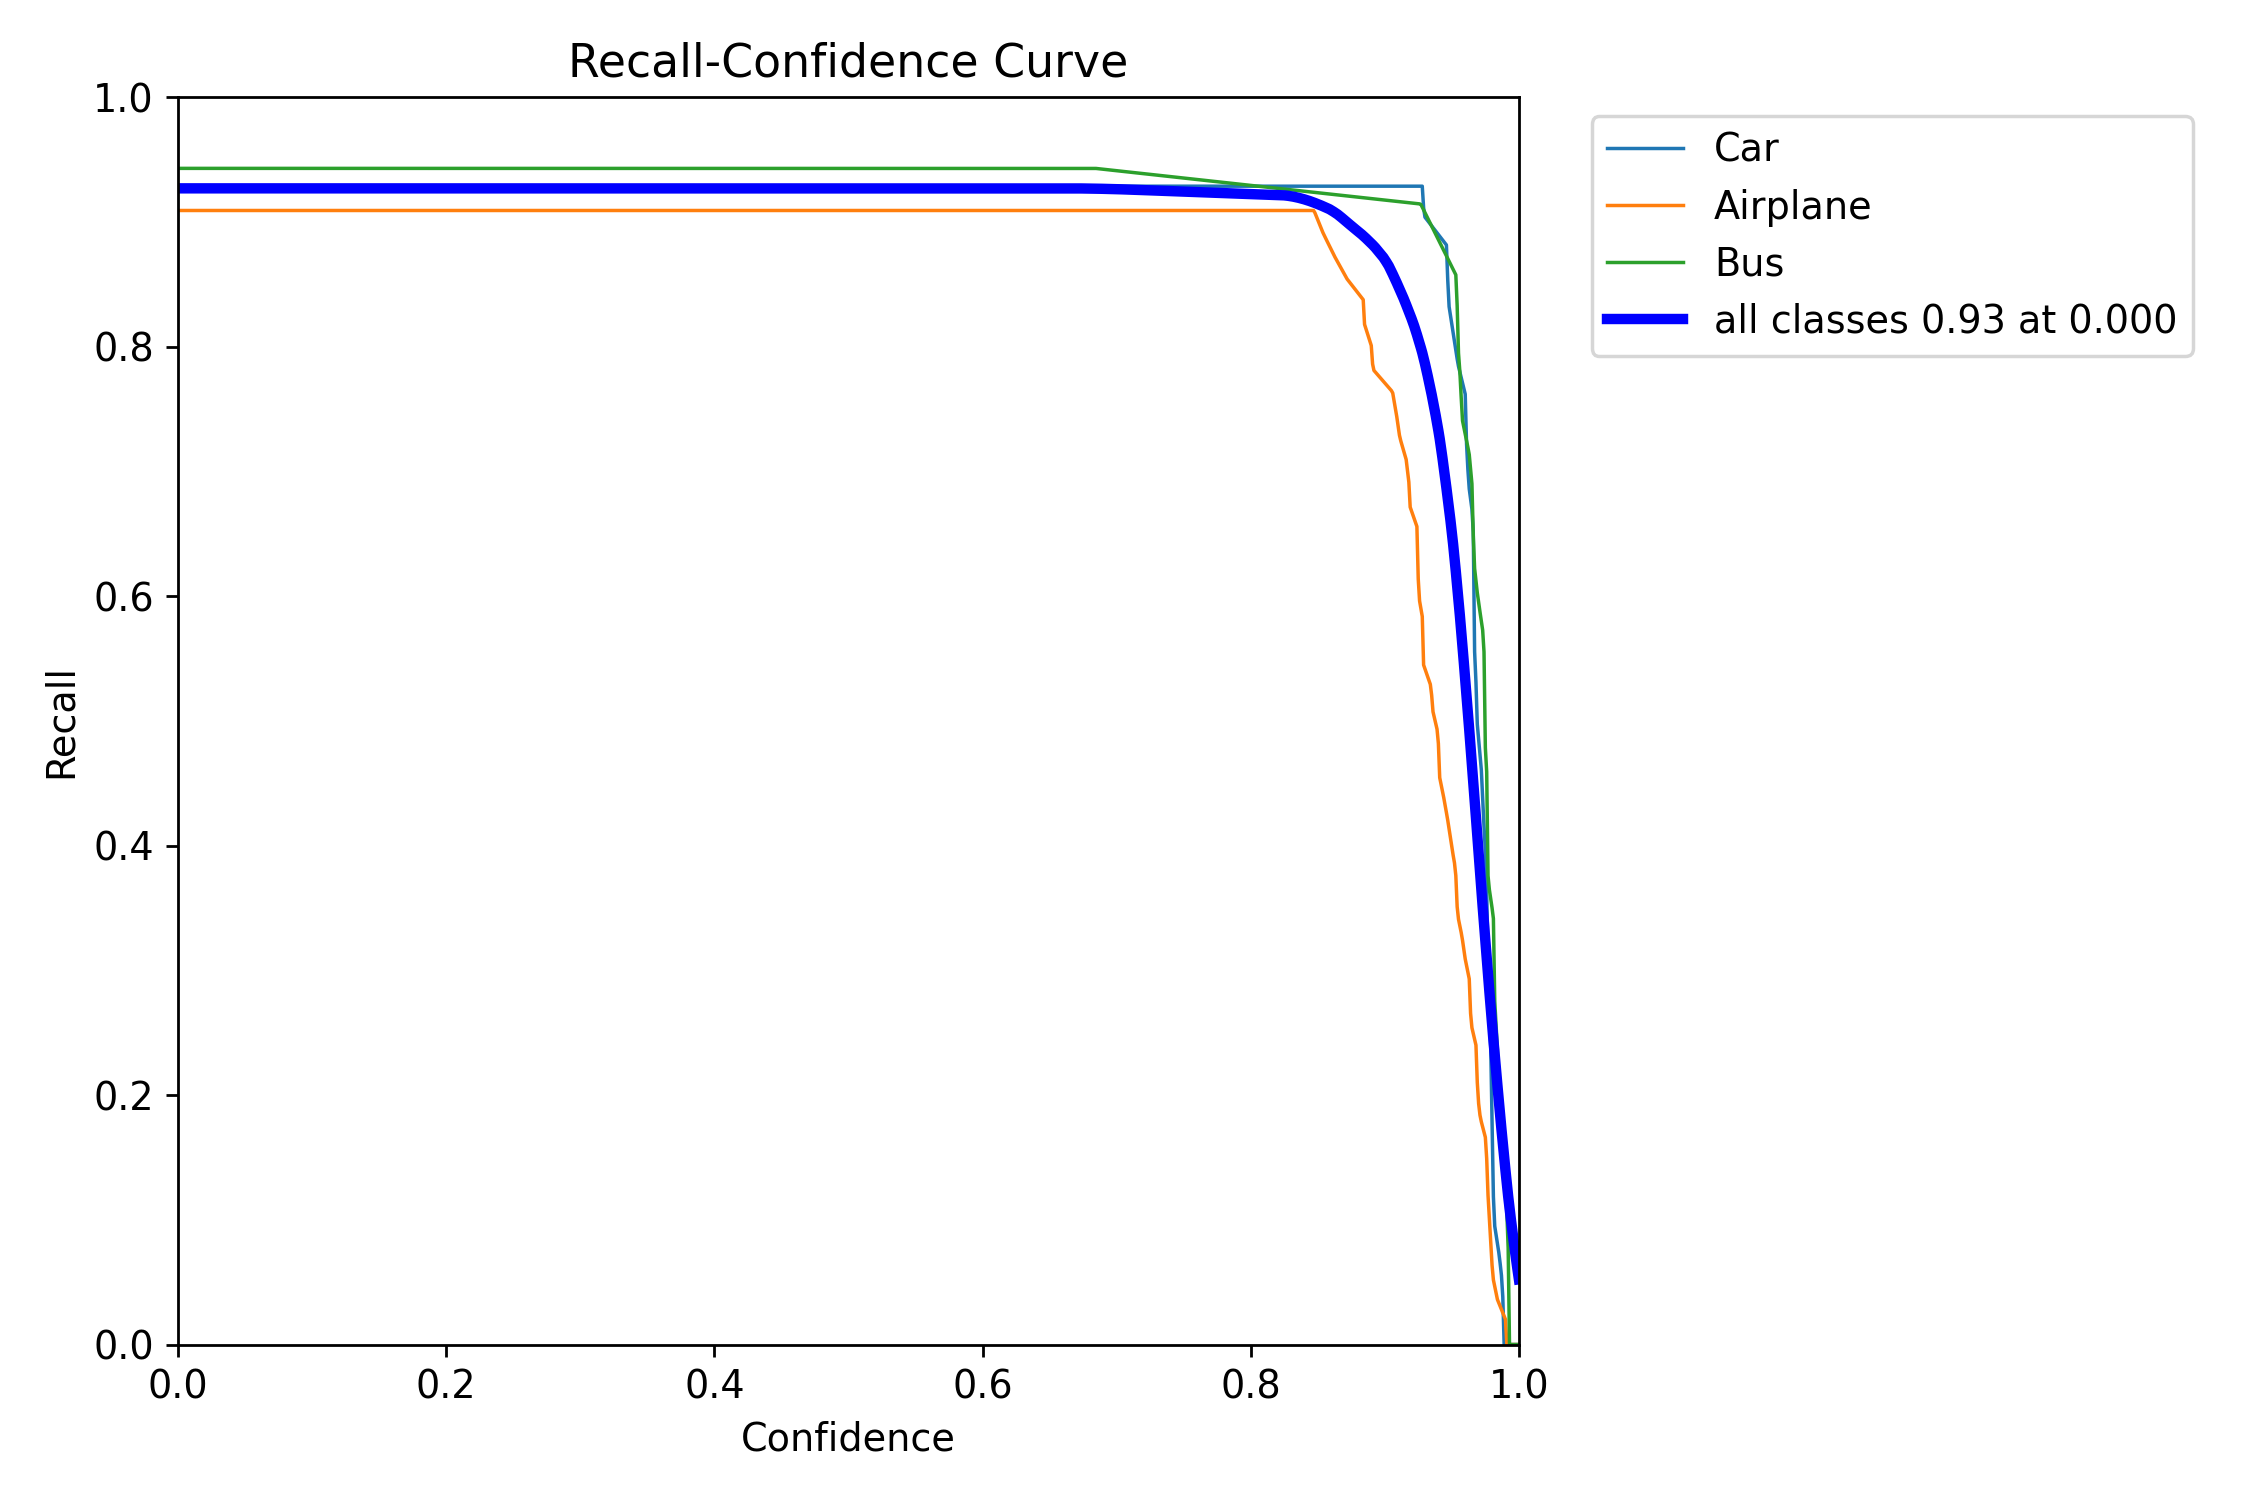 Recall-Confidence Curve
1.0
0.8
0.6
0.4
0.2
0.0
Recall
0.0 0.2 0.4 0.6 0.8 1.0
Confidence
Car
Airplane
Bus
all classes 0.93 at 0.000